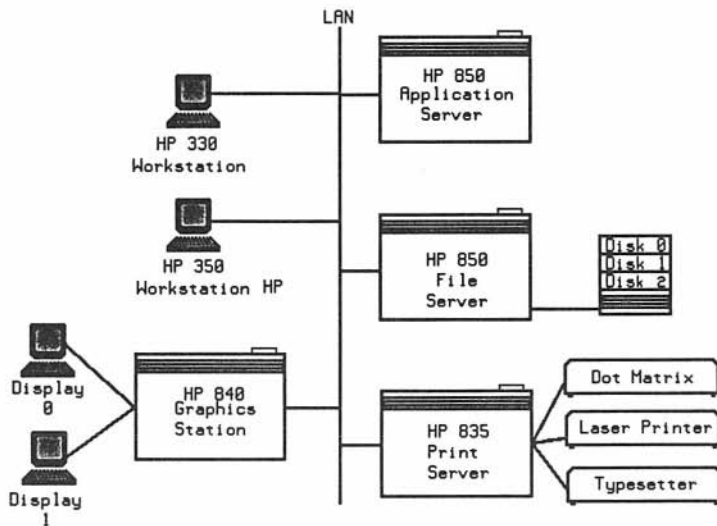 LAN
HP 850
Application
Server
HP 330
Workstation
HP 350
Workstation HP
HP 850
File
Server
Disk 0
Disk 1
Disk 2
Display
0
HP 840
Graphics
Station
Display
1
HP 835
Print
Server
Dot Matrix
Laser Printer
Typesetter